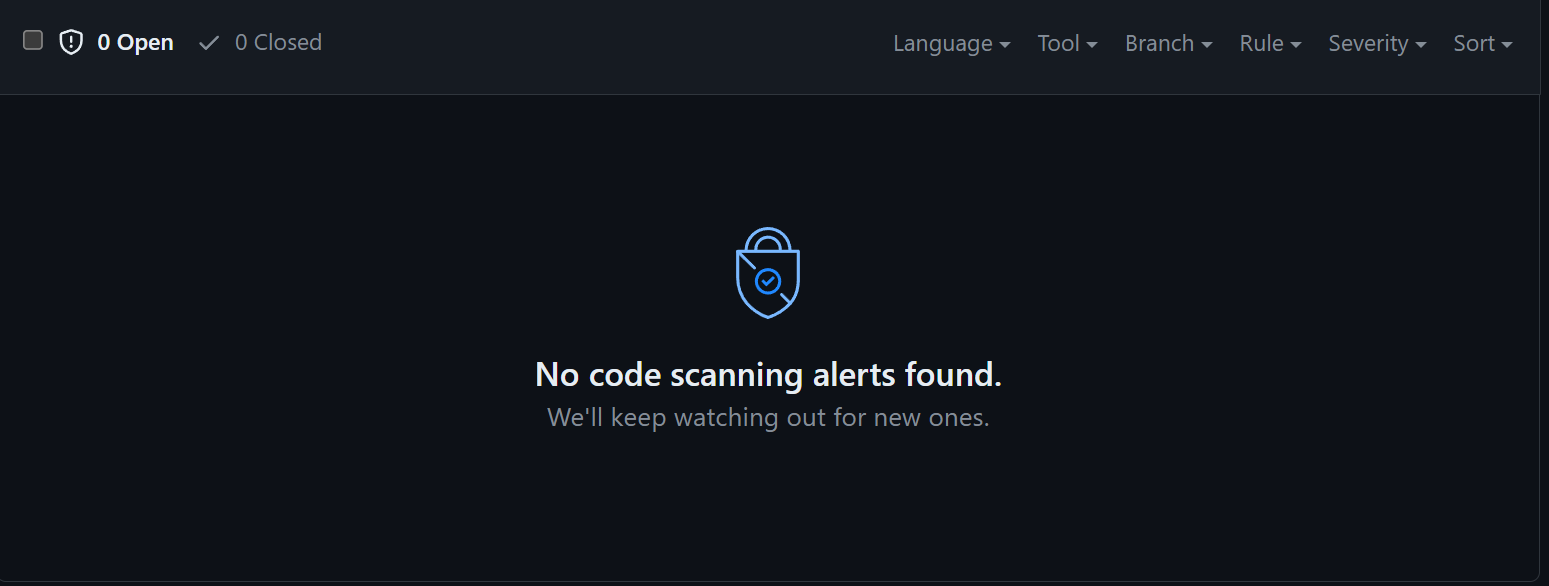 0 Open 0 Closed Language Tool Branch Rule Severity Sort
No code scanning alerts found.
We'll keep watching out for new ones.